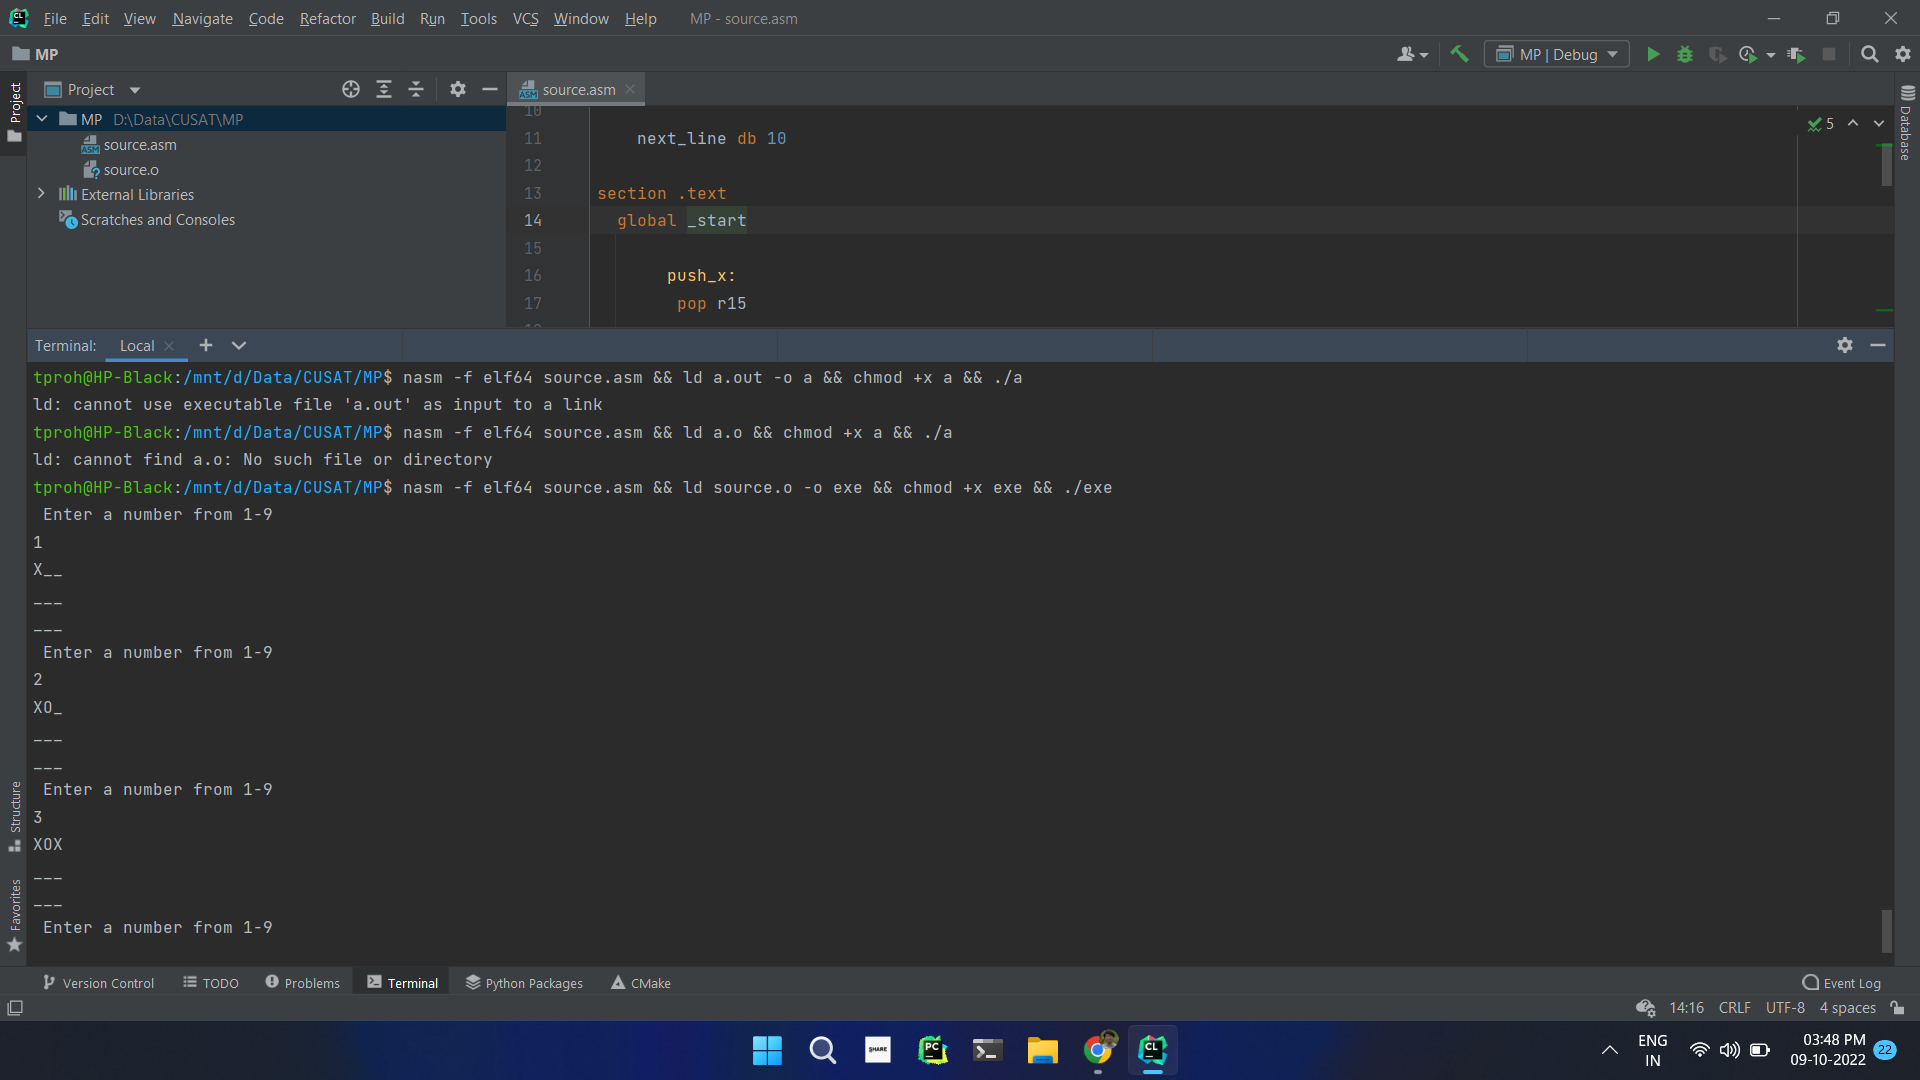 File Edit View Navigate Code Refactor Build Run Tools VCS Window Help MP - source.asm
MP
MP | Debug
Project
Project
source.asm
MP D:\Data\CUSAT\MP
source.asm
source.o
External Libraries
Scratches and Consoles
10
11 next_line db 10
12
13 section .text
14 global _start
15
16 push_x:
17 pop r15
5
Database
Terminal: Local
tproh@HP-Black:/mnt/d/Data/CUSAT/MP$ nasm -f elf64 source.asm && ld a.out -o a && chmod +x a && ./a
ld: cannot use executable file 'a.out' as input to a link
tproh@HP-Black:/mnt/d/Data/CUSAT/MP$ nasm -f elf64 source.asm && ld a.o && chmod +x a && ./a
ld: cannot find a.o: No such file or directory
tproh@HP-Black:/mnt/d/Data/CUSAT/MP$ nasm -f elf64 source.asm && ld source.o -o exe && chmod +x exe && ./exe
Enter a number from 1-9
1
X__
___
___
Enter a number from 1-9
2
XO_
___
___
Enter a number from 1-9
3
XOX
___
___
Enter a number from 1-9
Structure
Favorites
Version Control TODO Problems Terminal Python Packages CMake Event Log
14:16 CRLF UTF-8 4 spaces
SHARE
PC
CL
ENG
IN
03:48 PM
09-10-2022
22